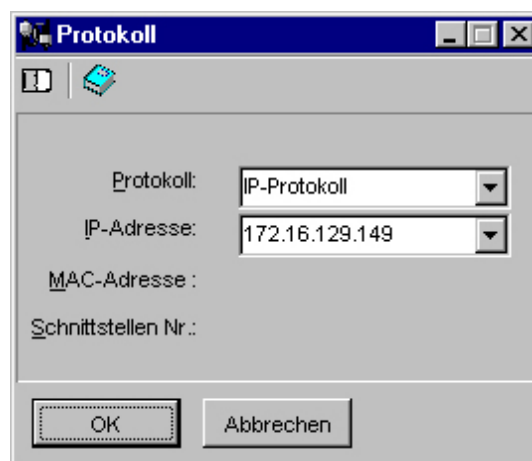 Protokoll
Protokoll: IP-Protokoll
IP-Adresse: 172.16.129.149
MAC-Adresse :
Schnittstellen Nr.:
OK Abbrechen